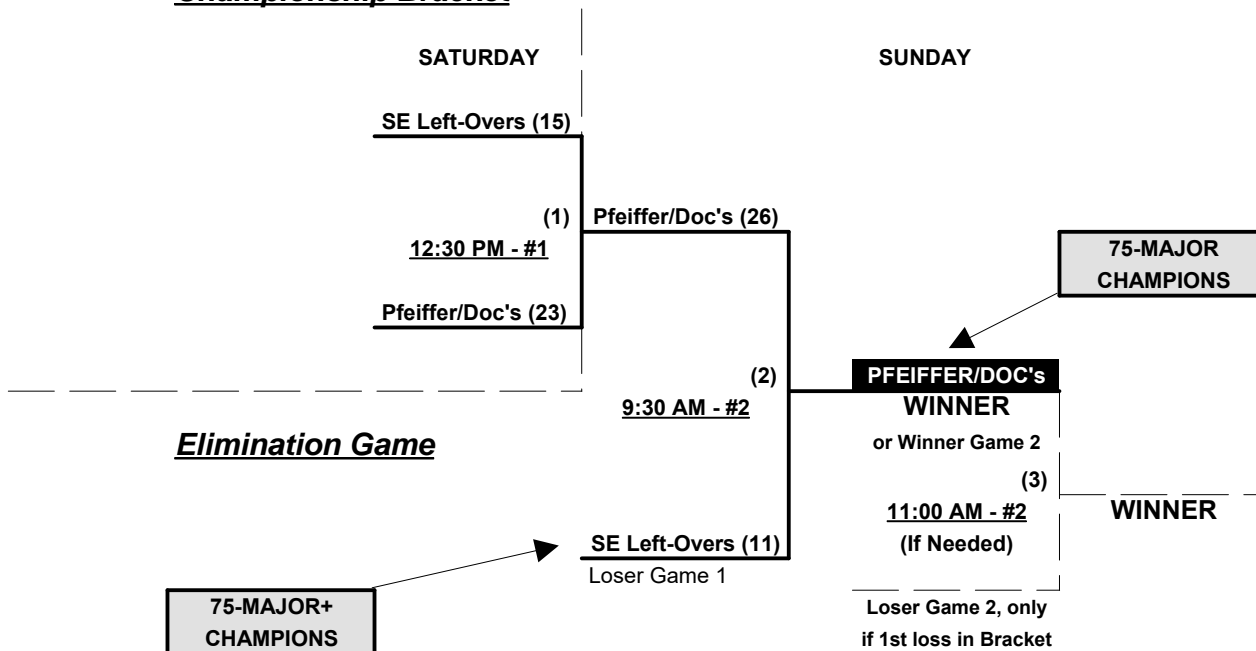 Championship Bracket
SATURDAY
SUNDAY
SE Left-Overs (15)
(1)
Pfeiffer/Doc's (26)
12:30 PM - #1
75-MAJOR
CHAMPIONS
Pfeiffer/Doc's (23)
(2)
PFEIFFER/DOC's
9:30 AM - #2
WINNER
Elimination Game
or Winner Game 2
(3)
11:00 AM - #2
WINNER
SE Left-Overs (11)
(If Needed)
Loser Game 1
75-MAJOR+
CHAMPIONS
Loser Game 2, only
if 1st loss in Bracket